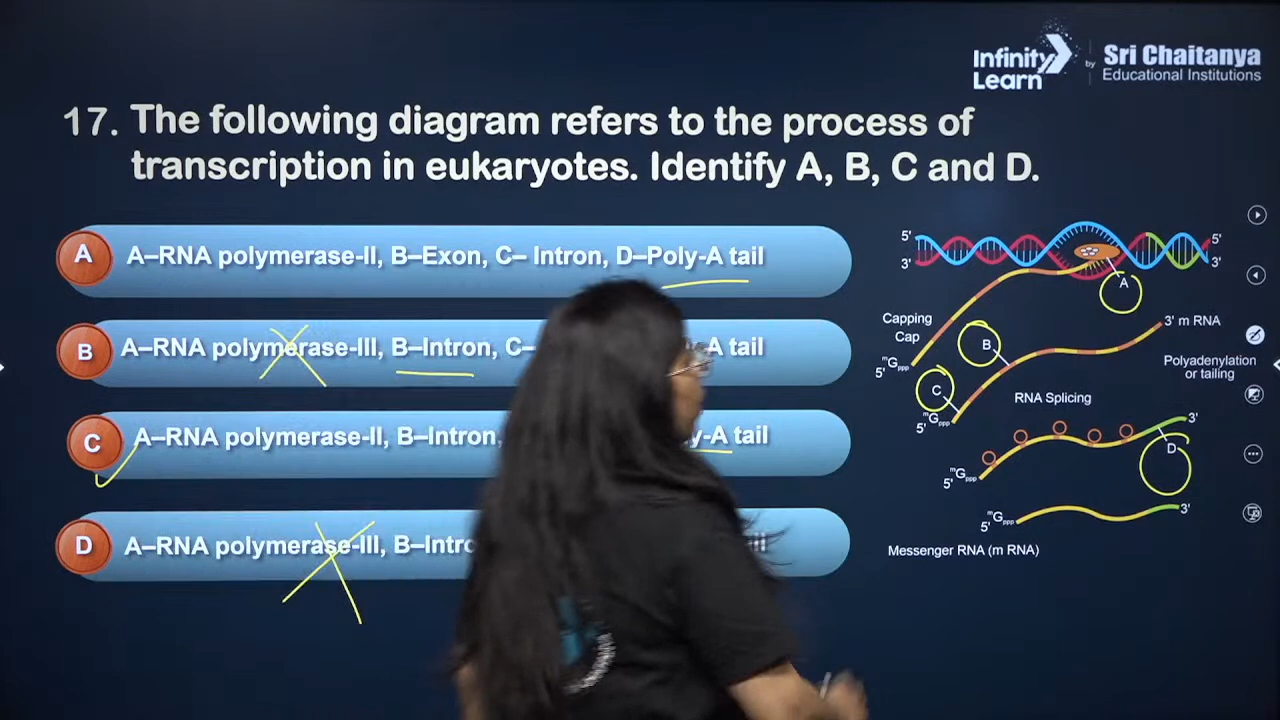 Infinity
Learn
by
Sri Chaitanya
Educational Institutions
17. The following diagram refers to the process of
transcription in eukaryotes. Identify A, B, C and D.
A
A–RNA polymerase-II, B–Exon, C– Intron, D–Poly-A tail
B
A–RNA polymerase-III, B–Intron, C–
A tail
C
A–RNA polymerase-II, B–Intron,
y-A tail
D
A–RNA polymerase-III,
5'
3'
5'
3'
A
Capping
Cap
5' mGppp
B
3' m RNA
Polyadenylation
or tailing
C
5' mGppp
RNA Splicing
3'
D
5' mGppp
3'
5' mGppp
Messenger RNA (m RNA)